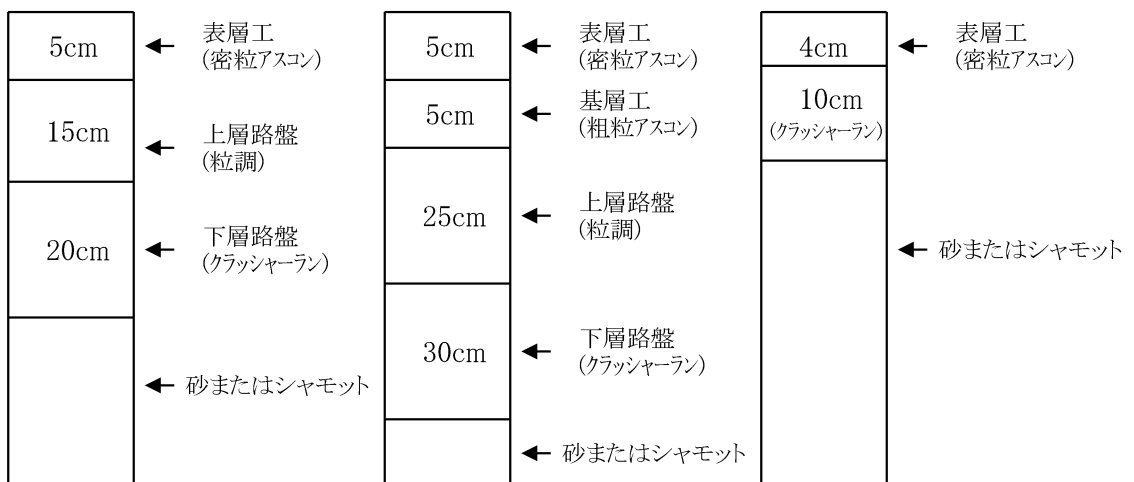 5cm
表層工
(密粒アスコン)
15cm
上層路盤
(粒調)
20cm
下層路盤
(クラッシャーラン)
砂またはシャモット
5cm
表層工
(密粒アスコン)
5cm
基層工
(粗粒アスコン)
25cm
上層路盤
(粒調)
30cm
下層路盤
(クラッシャーラン)
砂またはシャモット
4cm
表層工
(密粒アスコン)
10cm
(クラッシャーラン)
砂またはシャモット